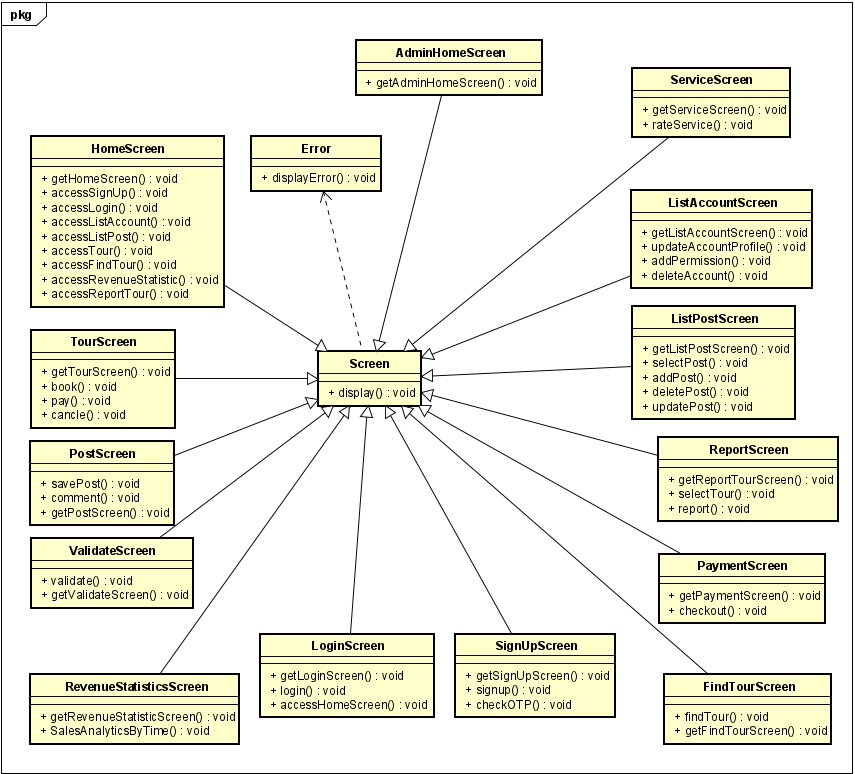 pkg
AdminHomeScreen
+ getAdminHomeScreen() : void
ServiceScreen
+ getServiceScreen() : void
+ rateService() : void
HomeScreen
+ getHomeScreen() : void
+ accessSignUp() : void
+ accessLogin() : void
+ accessListAccount() : void
+ accessListPost() : void
+ accessTour() : void
+ accessFindTour() : void
+ accessRevenueStatistic() : void
+ accessReportTour() : void
Error
+ displayError() : void
ListAccountScreen
+ getListAccountScreen() : void
+ updateAccountProfile() : void
+ addPermission() : void
+ deleteAccount() : void
ListPostScreen
+ getListPostScreen() : void
+ selectPost() : void
+ addPost() : void
+ deletePost() : void
+ updatePost() : void
TourScreen
+ getTourScreen() : void
+ book() : void
+ pay() : void
+ cancle() : void
Screen
+ display() : void
PostScreen
+ savePost() : void
+ comment() : void
+ getPostScreen() : void
ReportScreen
+ getReportTourScreen() : void
+ selectTour() : void
+ report() : void
ValidateScreen
+ validate() : void
+ getValidateScreen() : void
PaymentScreen
+ getPaymentScreen() : void
+ checkout() : void
LoginScreen
+ getLoginScreen() : void
+ login() : void
+ accessHomeScreen() : void
SignUpScreen
+ getSignUpScreen() : void
+ signup() : void
+ checkOTP() : void
RevenueStatisticsScreen
+ getRevenueStatisticScreen() : void
+ SalesAnalyticsByTime() : void
FindTourScreen
+ findTour() : void
+ getFindTourScreen() : void